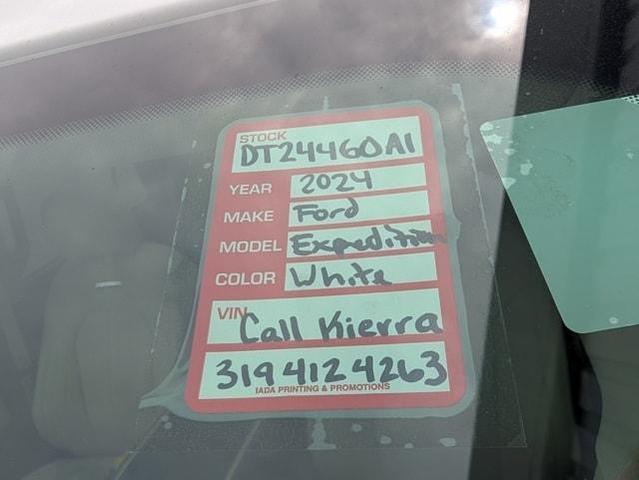 STOCK
DT24460A1
YEAR 2024
MAKE Ford
MODEL Expedition
COLOR White
VIN
Call Kierra
319 412 4263
IADA PRINTING & PROMOTIONS